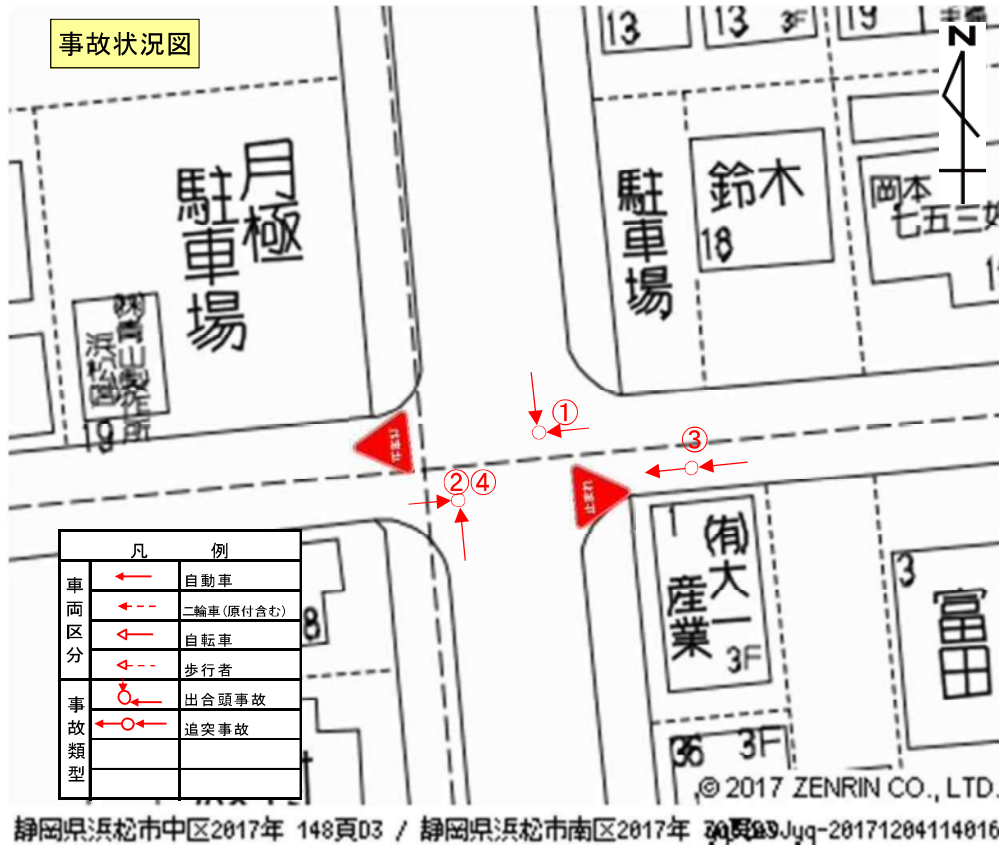 事故状況図
N
13
13 3F
19
月極
駐車場
駐車場
鈴木
18
岡本
七五三
浜松
19
①
③
②④
止まれ
止まれ
凡 例
車両区分
自動車
二輪車(原付含む)
自転車
歩行者
事故類型
出合頭事故
追突事故
8
1
(有)大一
産業
3F
3
富田
36 3F
© 2017 ZENRIN CO., LTD.
静岡県浜松市中区2017年 148頁D3 / 静岡県浜松市南区2017年